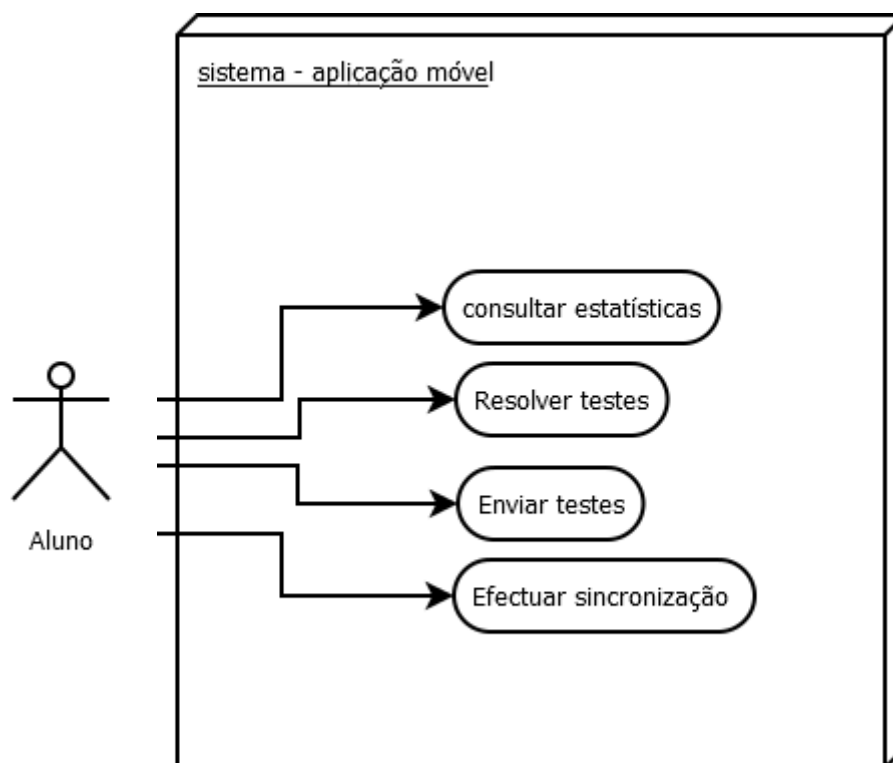 sistema - aplicação móvel
consultar estatísticas
Resolver testes
Enviar testes
Aluno
Efectuar sincronização